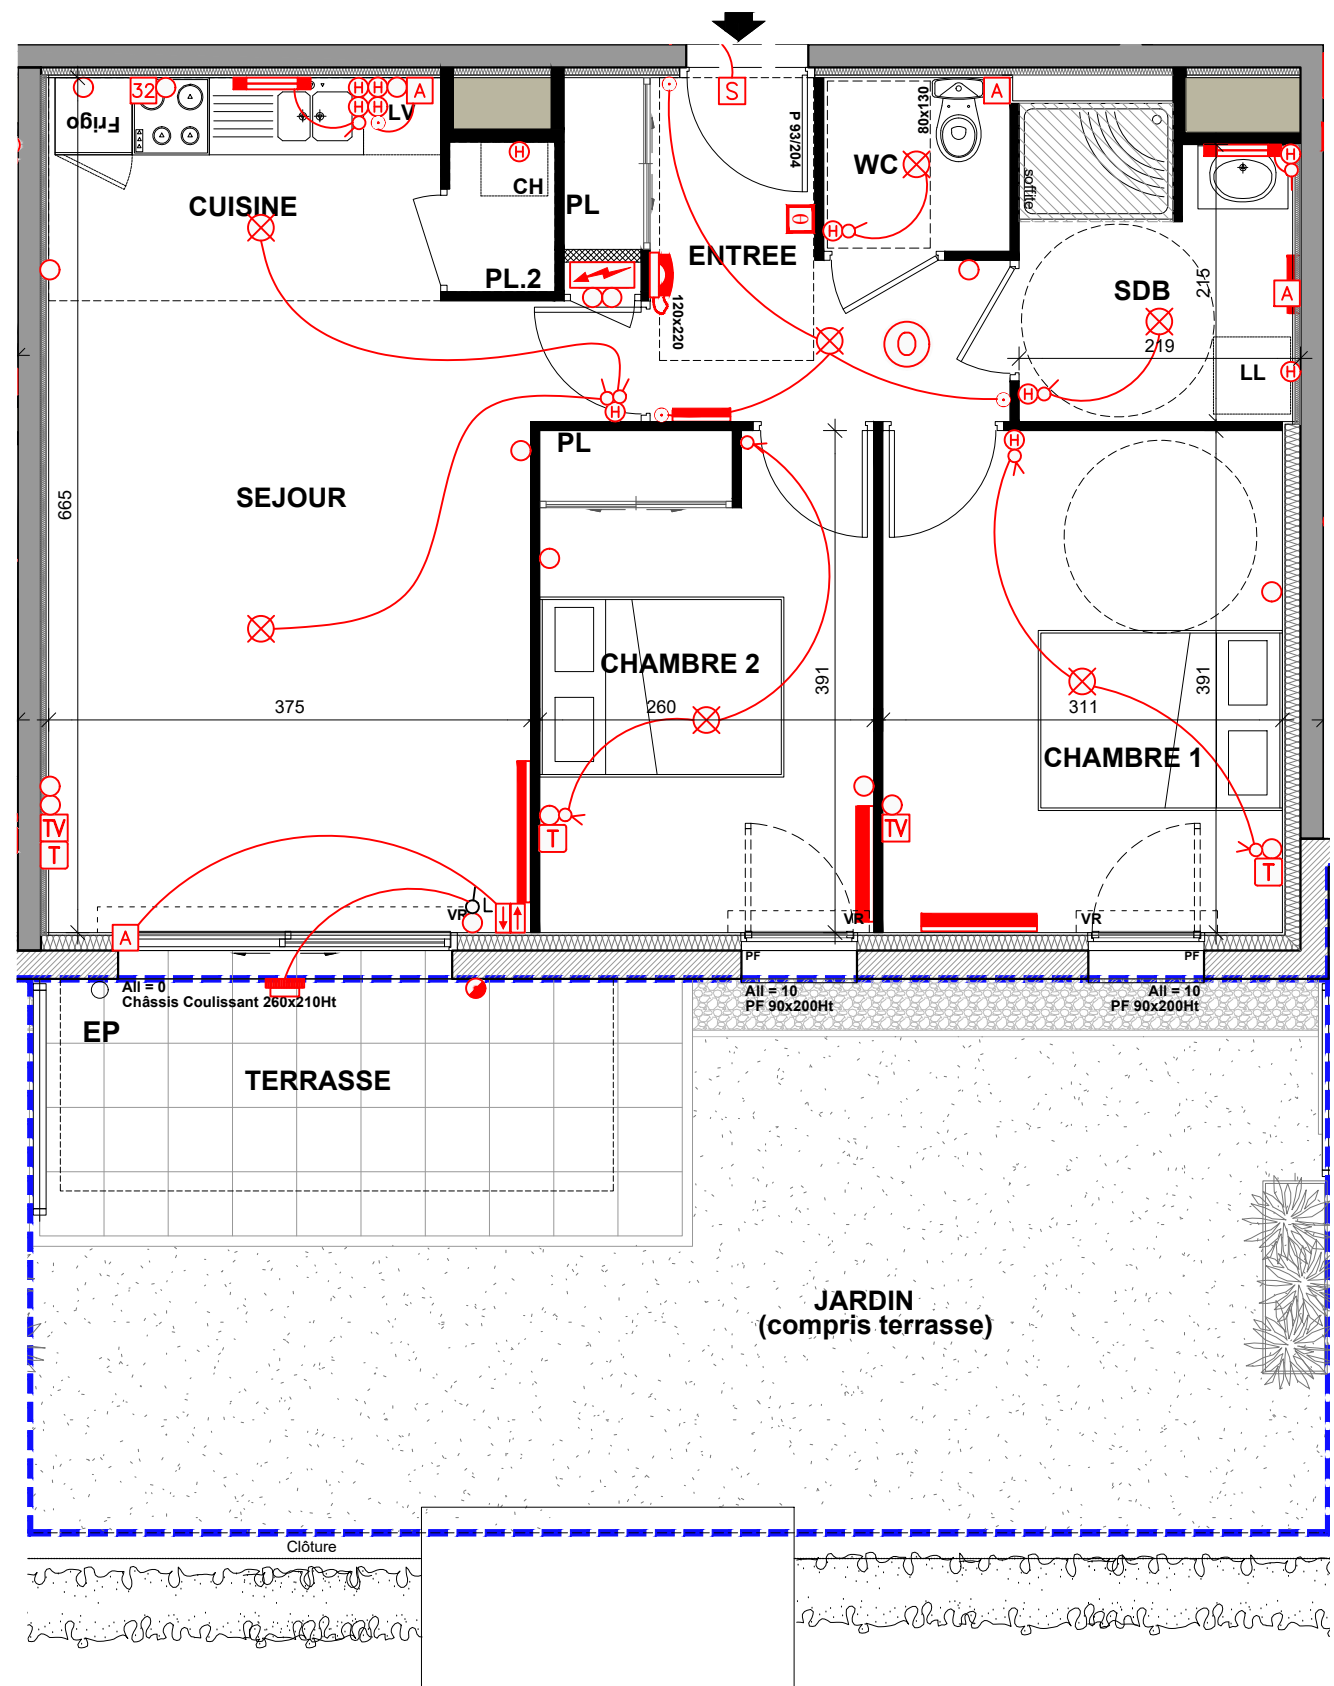 S
32
A
A
H H
H H
LV
Frigo
P 93/204
80x130
WC
soffite
H
H
CH
CUISINE
PL
θ
H
ENTREE
PL.2
SDB
215
A
120x220
219
O
LL
H
H
H
PL
H
SEJOUR
665
CHAMBRE 2
391
391
375
260
311
CHAMBRE 1
TV
T
T
TV
T
VR
L
VR
VR
A
PF
PF
All = 0
Châssis Coulissant 260x210Ht
All = 10
PF 90x200Ht
All = 10
PF 90x200Ht
EP
TERRASSE
JARDIN
(compris terrasse)
Clôture